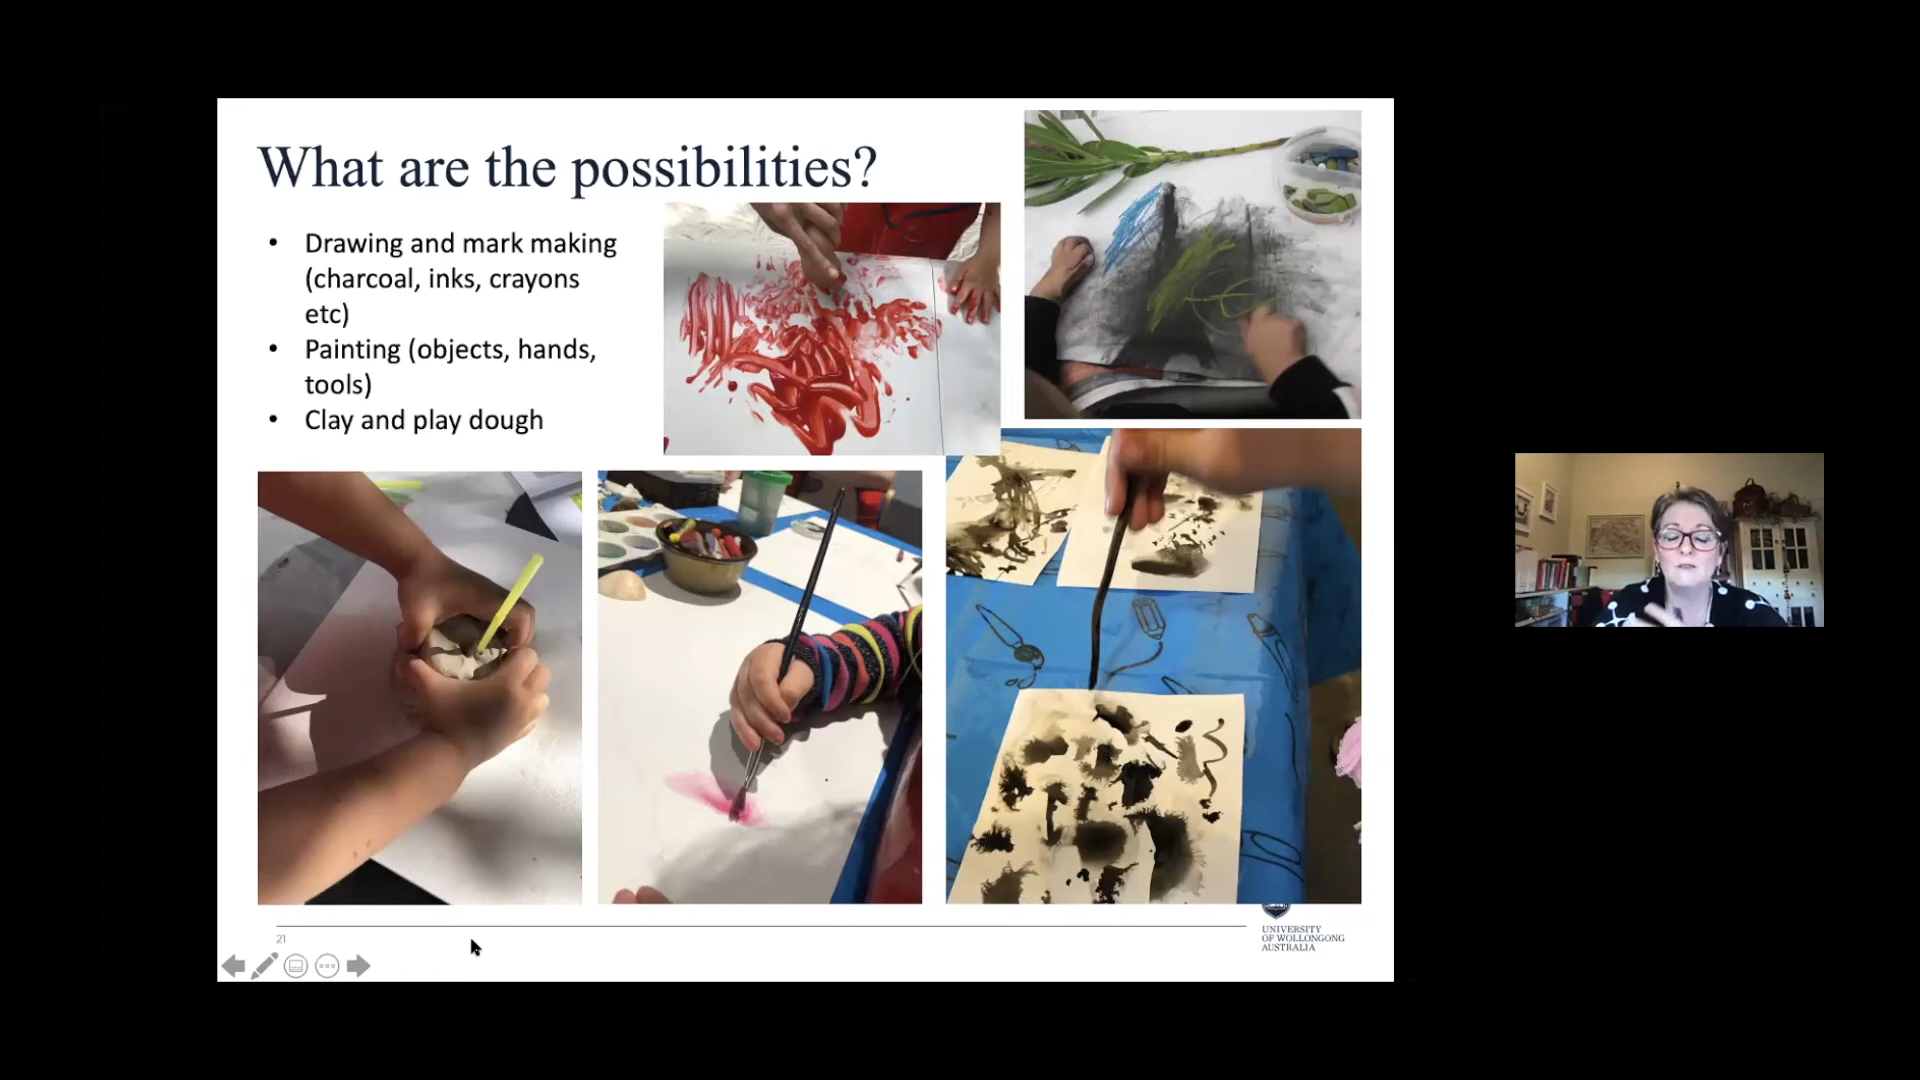 What are the possibilities?
• Drawing and mark making
(charcoal, inks, crayons
etc)
• Painting (objects, hands,
tools)
• Clay and play dough
21
UNIVERSITY
OF WOLLONGONG
AUSTRALIA